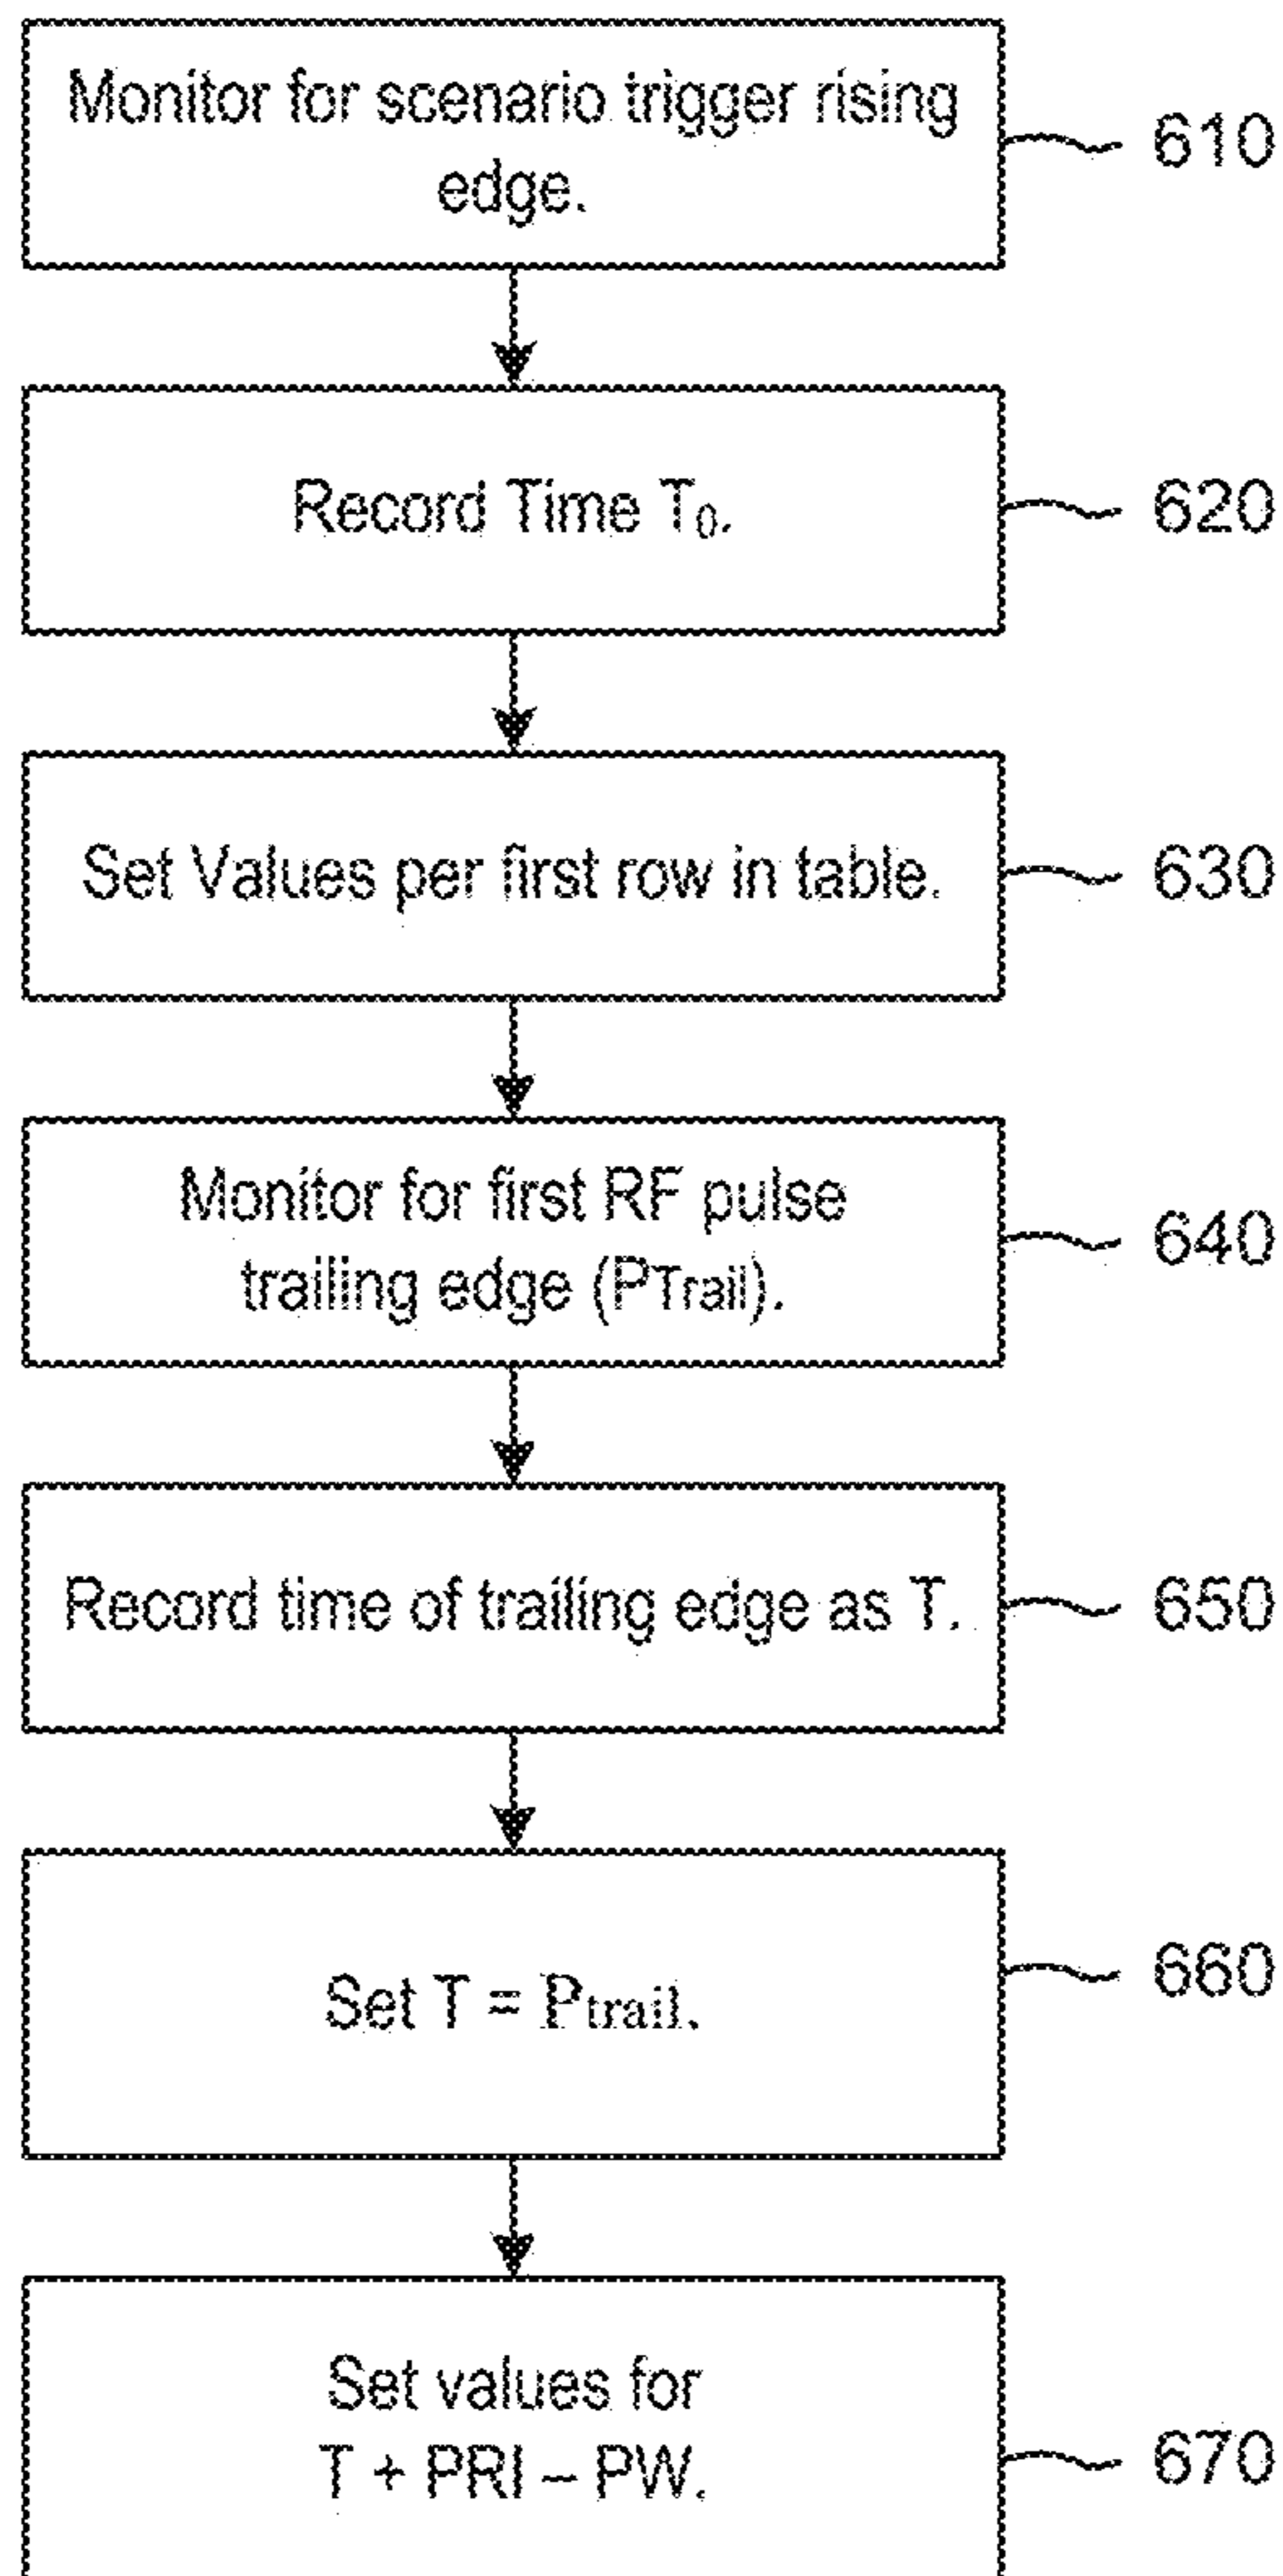 Monitor for scenario trigger rising
edge.
610
Record Time T₀.
620
Set Values per first row in table.
630
Monitor for first RF pulse
trailing edge (PTrail).
640
Record time of trailing edge as T.
650
Set T = Ptrail.
660
Set values for
T + PRI – PW.
670